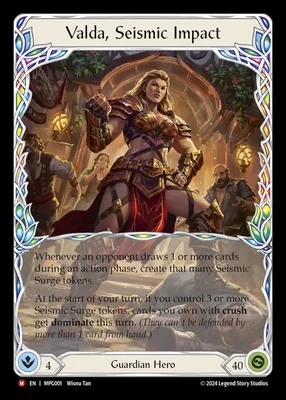 Valda, Seismic Impact
Whenever an opponent draws 1 or more cards
during an action phase, create that many Seismic
Surge tokens.
At the start of your turn, if you control 3 or more
Seismic Surge tokens, cards you own with crush
get dominate this turn. (They can't be defended by
more than 1 card from hand.)
4
Guardian Hero
40
M EN | MPG001 Wisnu Tan
© 2024 Legend Story Studios